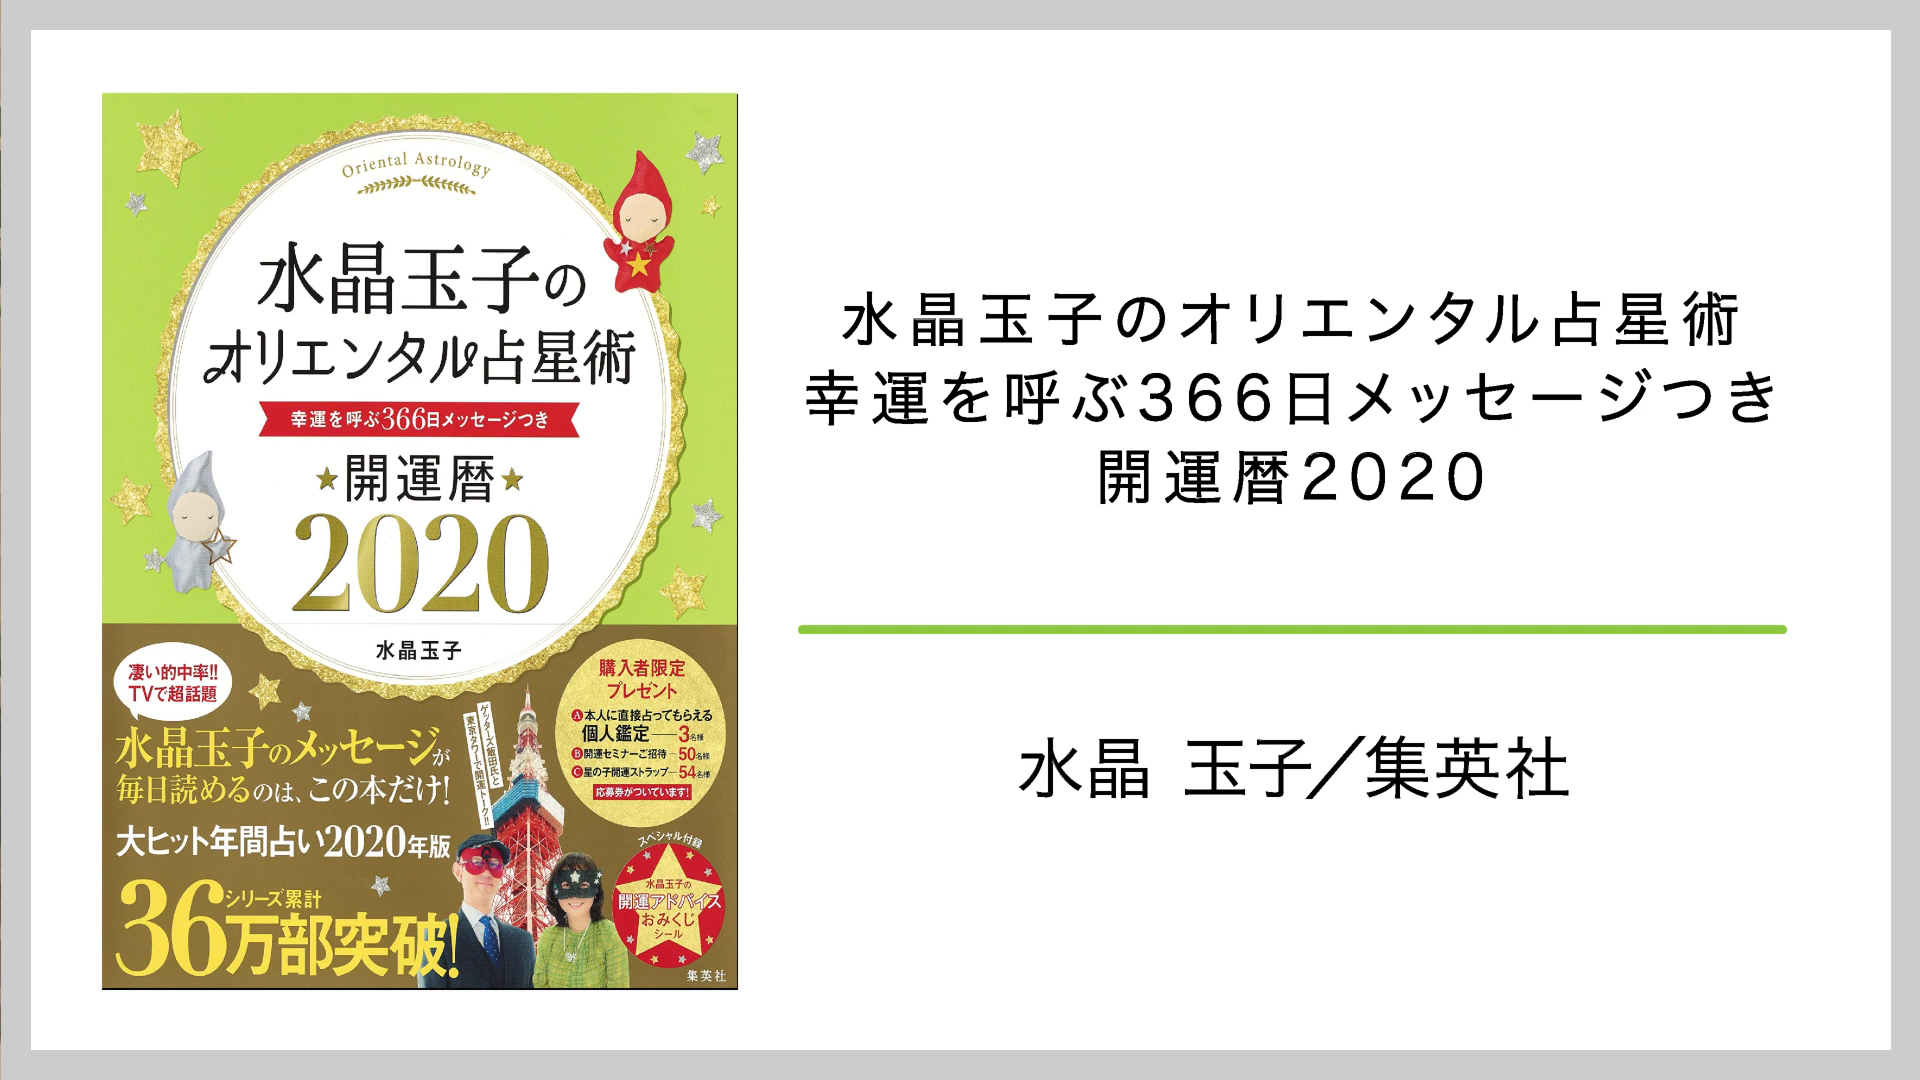 Oriental Astrology
水晶玉子の
オリエンタル占星術
幸運を呼ぶ366日メッセージつき
開運暦
2020
水晶玉子
凄い的中率!!
TVで超話題
水晶玉子のメッセージが
毎日読めるのは、この本だけ!
大ヒット年間占い2020年版
シリーズ累計
36万部突破!
ゲッターズ飯田氏と
東京タワーで開運トーク!!
購入者限定
プレゼント
A本人に直接占ってもらえる
個人鑑定―3名様
B開運セミナーご招待―50名様
C星の子開運ストラップ―54名様
応募券がついています!
スペシャル付録
水晶玉子の
開運アドバイス
おみくじ
シール
集英社
水晶玉子のオリエンタル占星術
幸運を呼ぶ366日メッセージつき
開運暦2020
水晶 玉子／集英社